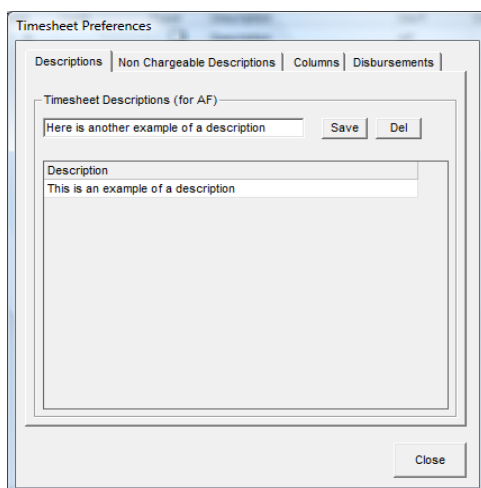 Timesheet Preferences
Descriptions Non Chargeable Descriptions Columns Disbursements
Timesheet Descriptions (for AF)
Here is another example of a description Save Del
Description
This is an example of a description
Close